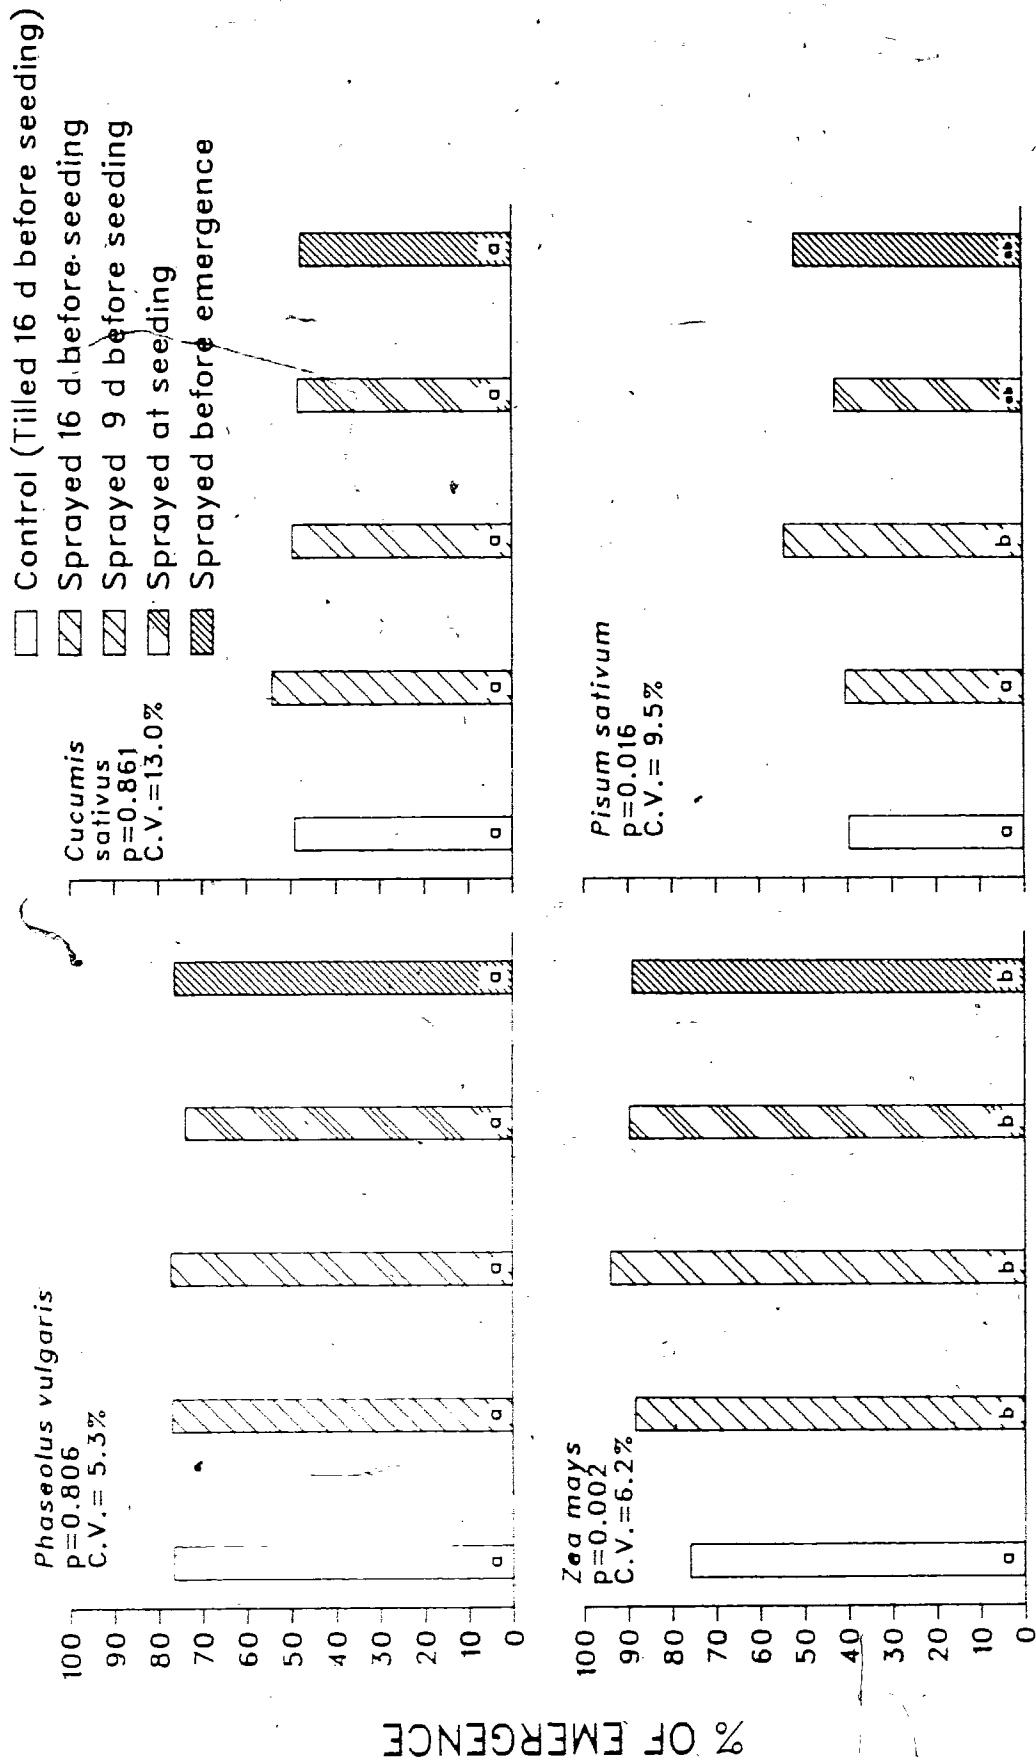 Control (Tilled 16 d before seeding)
Sprayed 16 d before seeding
Sprayed 9 d before seeding
Sprayed at seeding
Sprayed before emergence
% OF EMERGENCE
Phaseolus vulgaris
p=0.806
C.V.= 5.3%
100
90
80
70
60
50
40
30
20
10
0
a
a
a
a
a
Cucumis
sativus
p=0.861
C.V.=13.0%
a
a
a
a
a
Zea mays
p=0.002
C.V.=6.2%
100
90
80
70
60
50
40
30
20
10
0
a
b
b
b
b
Pisum sativum
p=0.016
C.V.= 9.5%
a
a
b
ab
ab